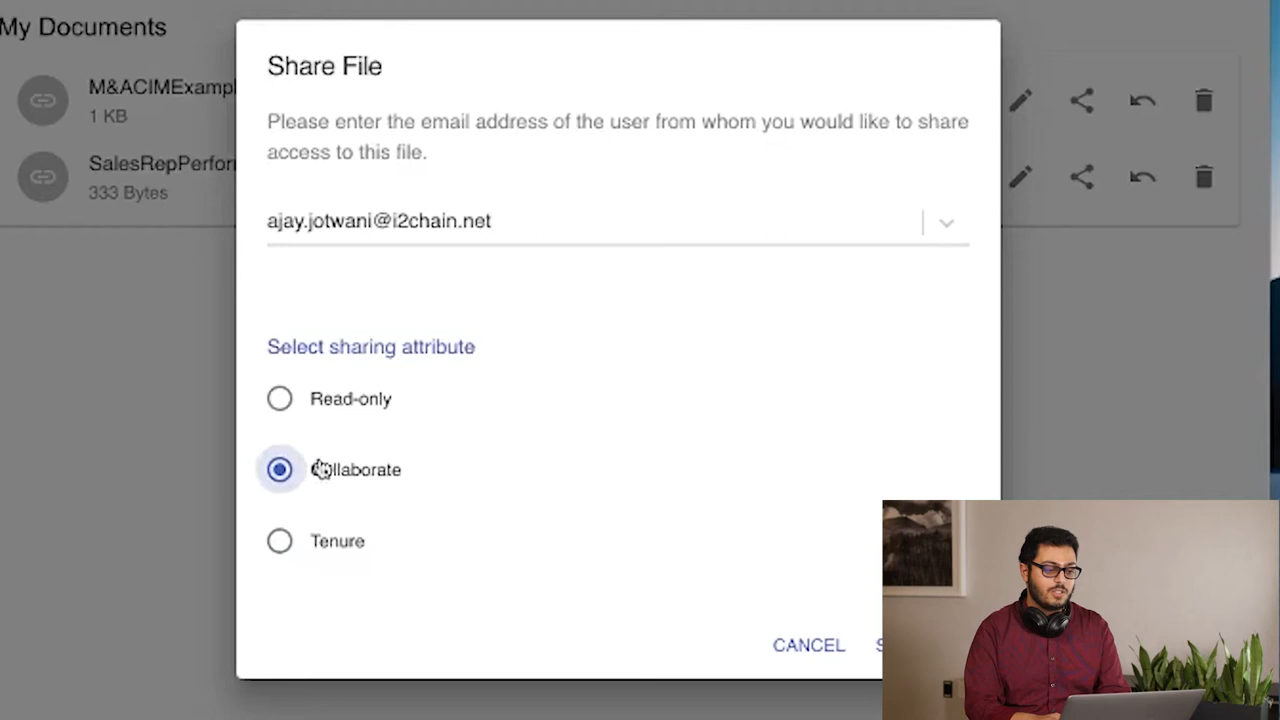 My Documents
M&ACIMExampl
1 KB
SalesRepPerfor
333 Bytes
Share File
Please enter the email address of the user from whom you would like to share
access to this file.
ajay.jotwani@i2chain.net
Select sharing attribute
Read-only
Collaborate
Tenure
CANCEL